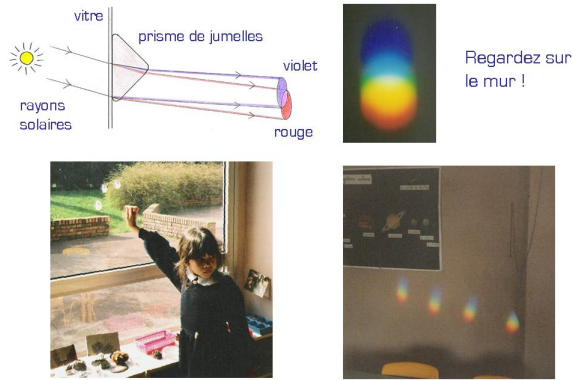 vitre
prisme de jumelles
violet
rayons
solaires
rouge
Regardez sur
le mur !